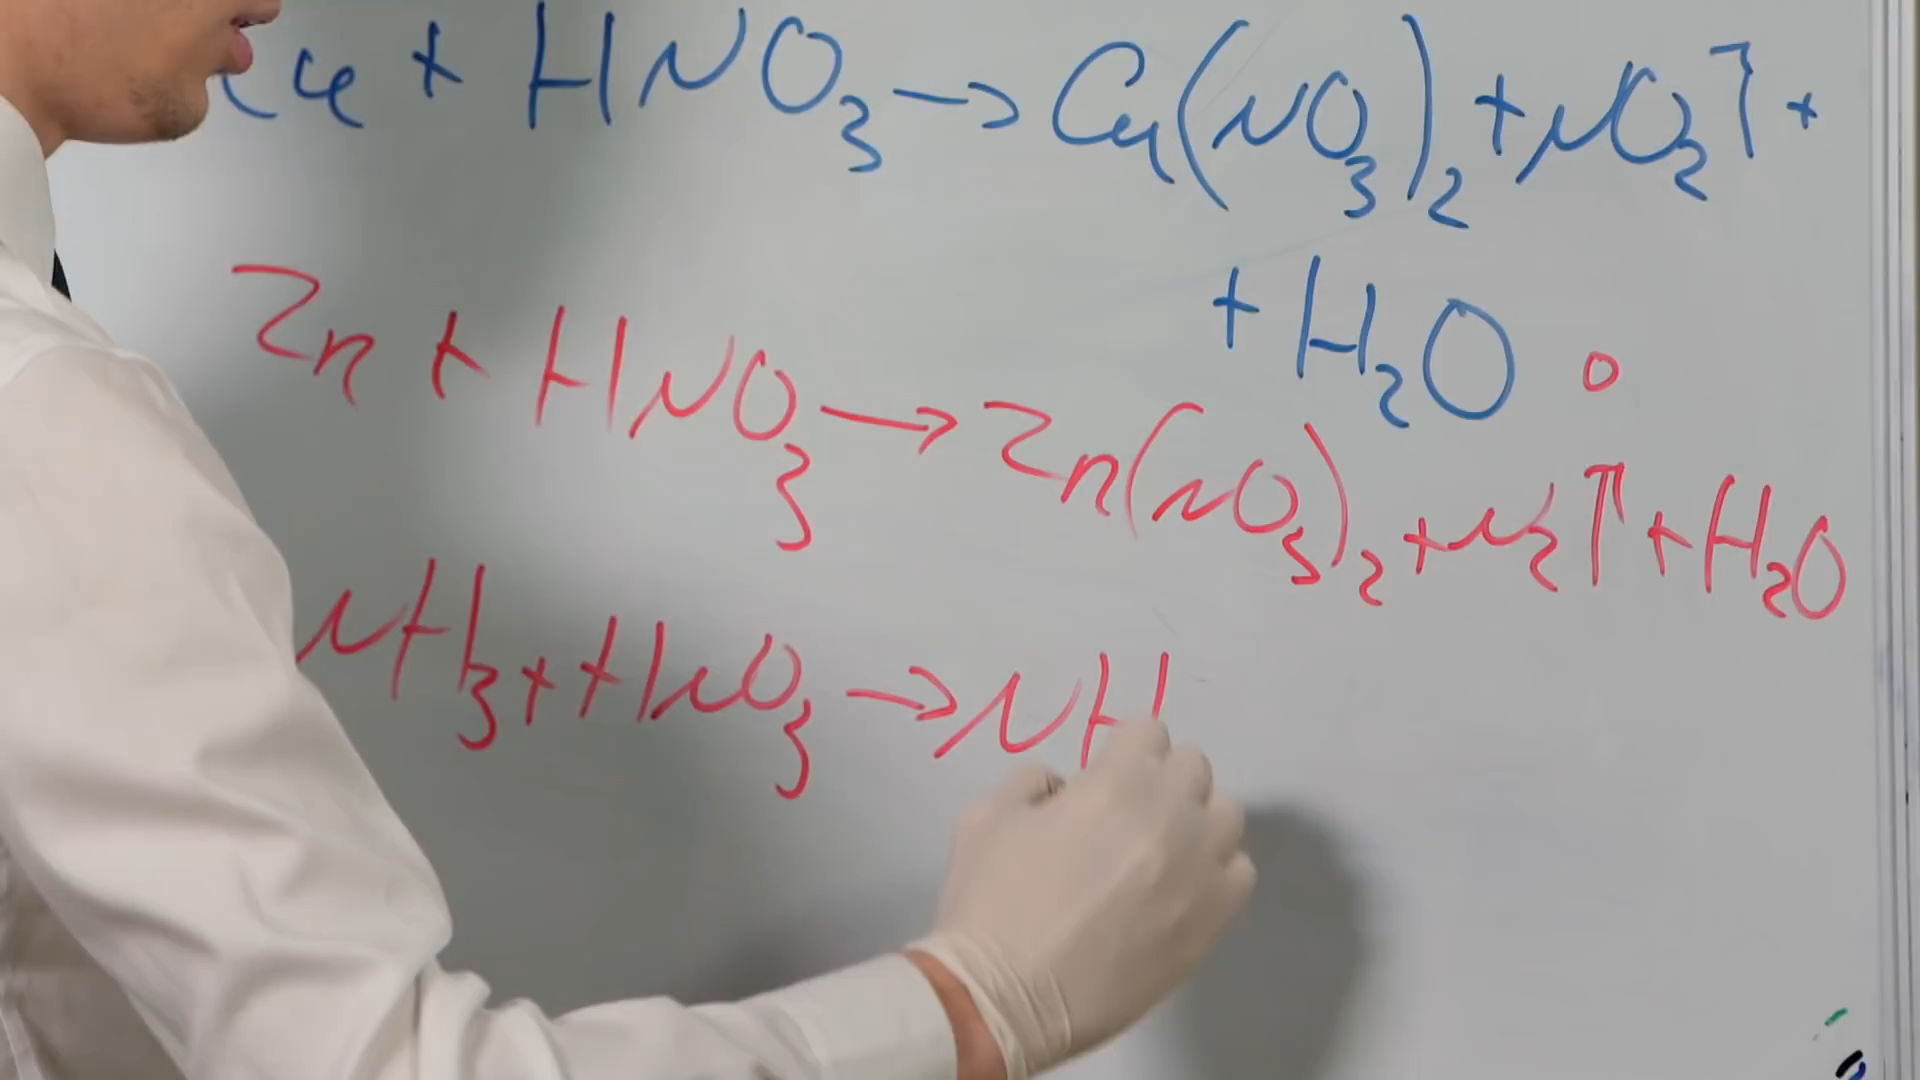 Cu + HNO₃ → Cu(NO₃)₂ + NO₂↑ +
+ H₂O
Zn + HNO₃ → Zn(NO₃)₂ + N₂↑ + H₂O
NH₃ + HNO₃ → NH